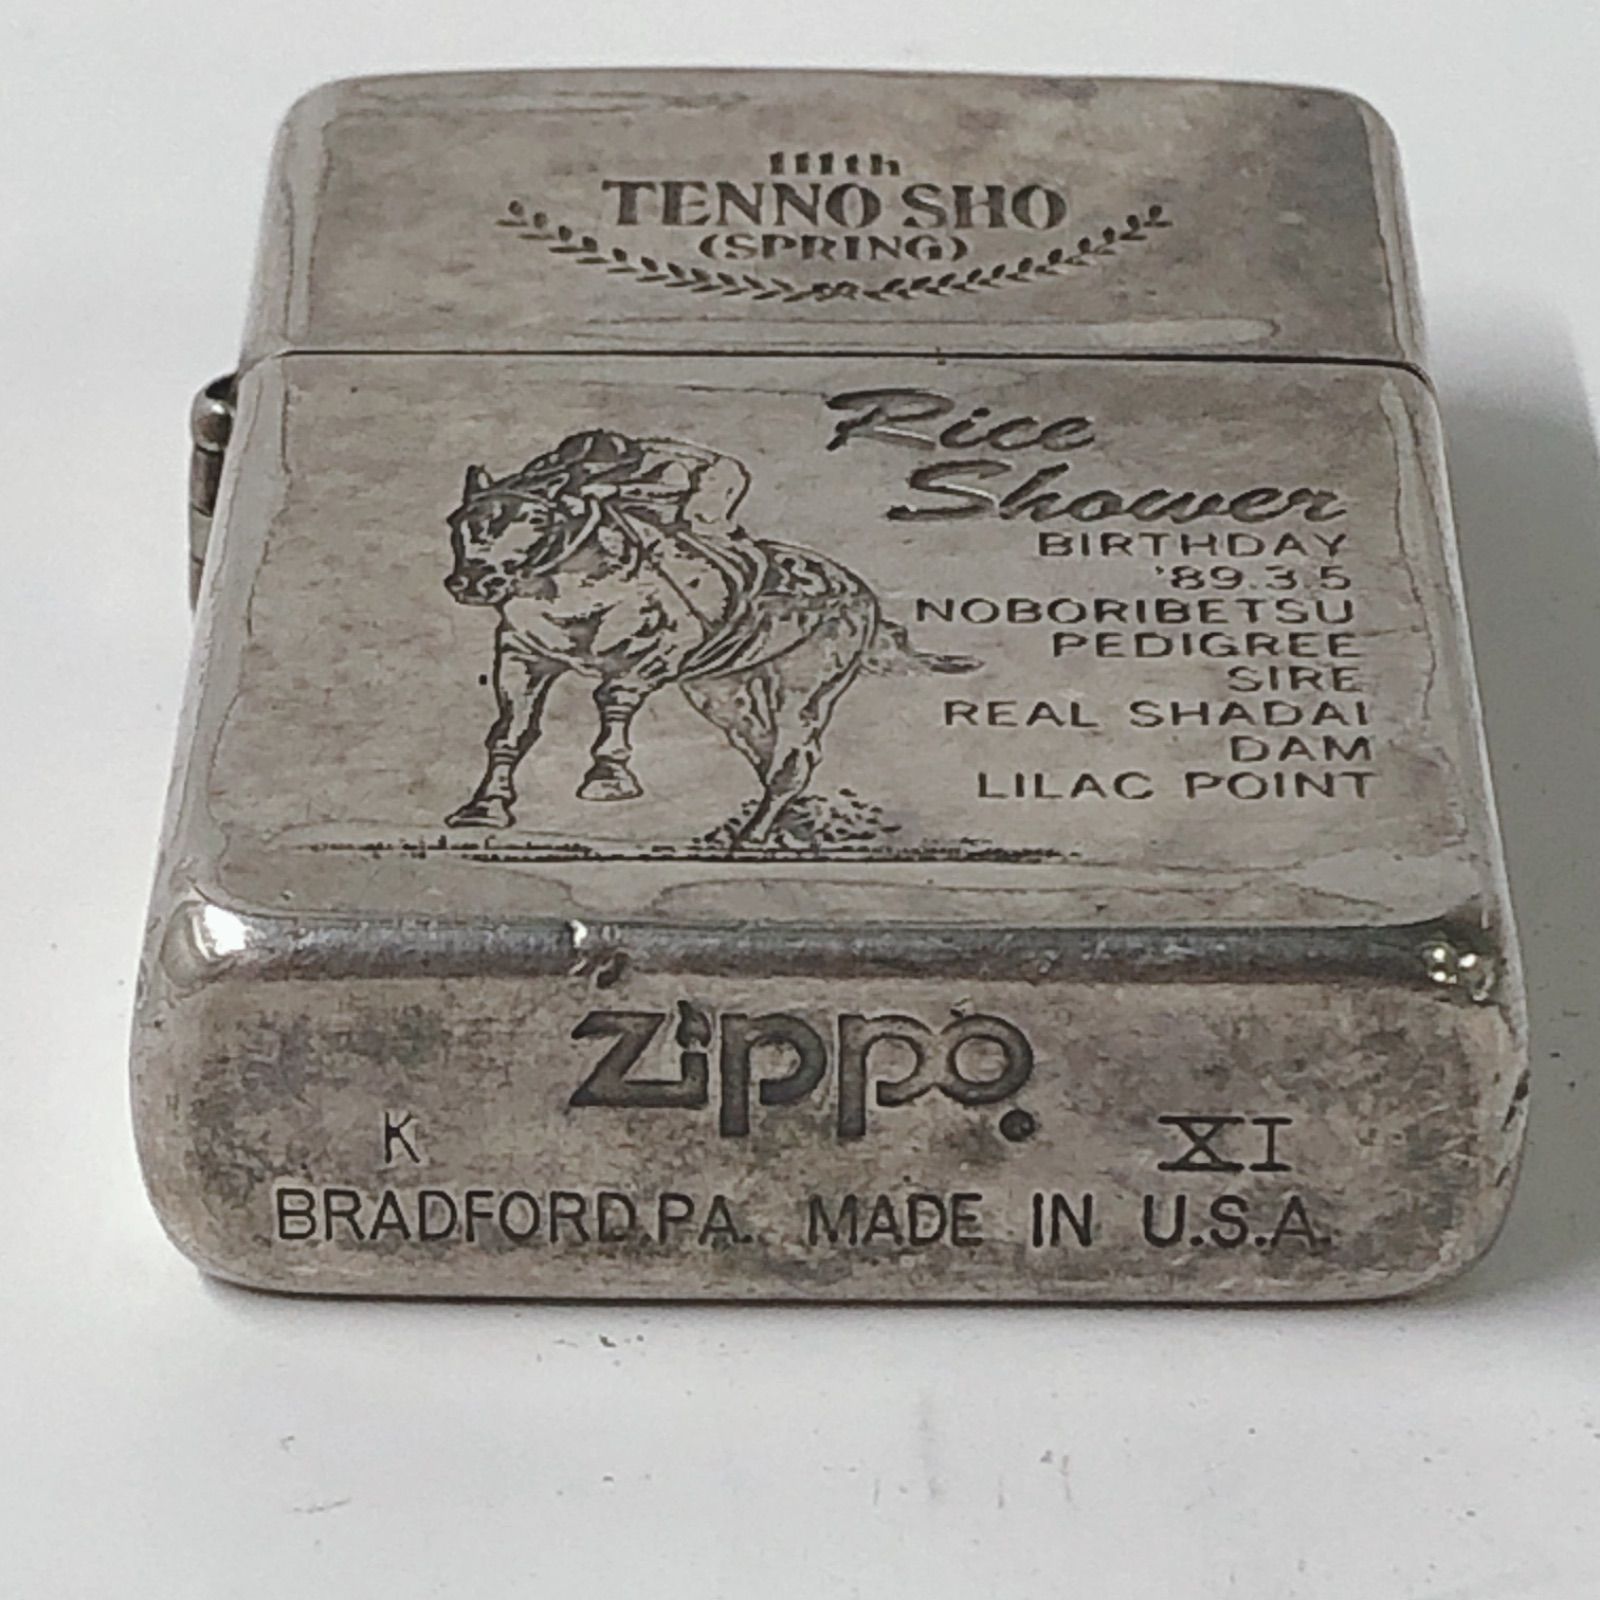 111th
TENNO SHO
(SPRING)
Rice
Shower
BIRTHDAY
'89.3.5
NOBORIBETSU
PEDIGREE
SIRE
REAL SHADAI
DAM
LILAC POINT
Zippo
K XI
BRADFORD,PA. MADE IN U.S.A.